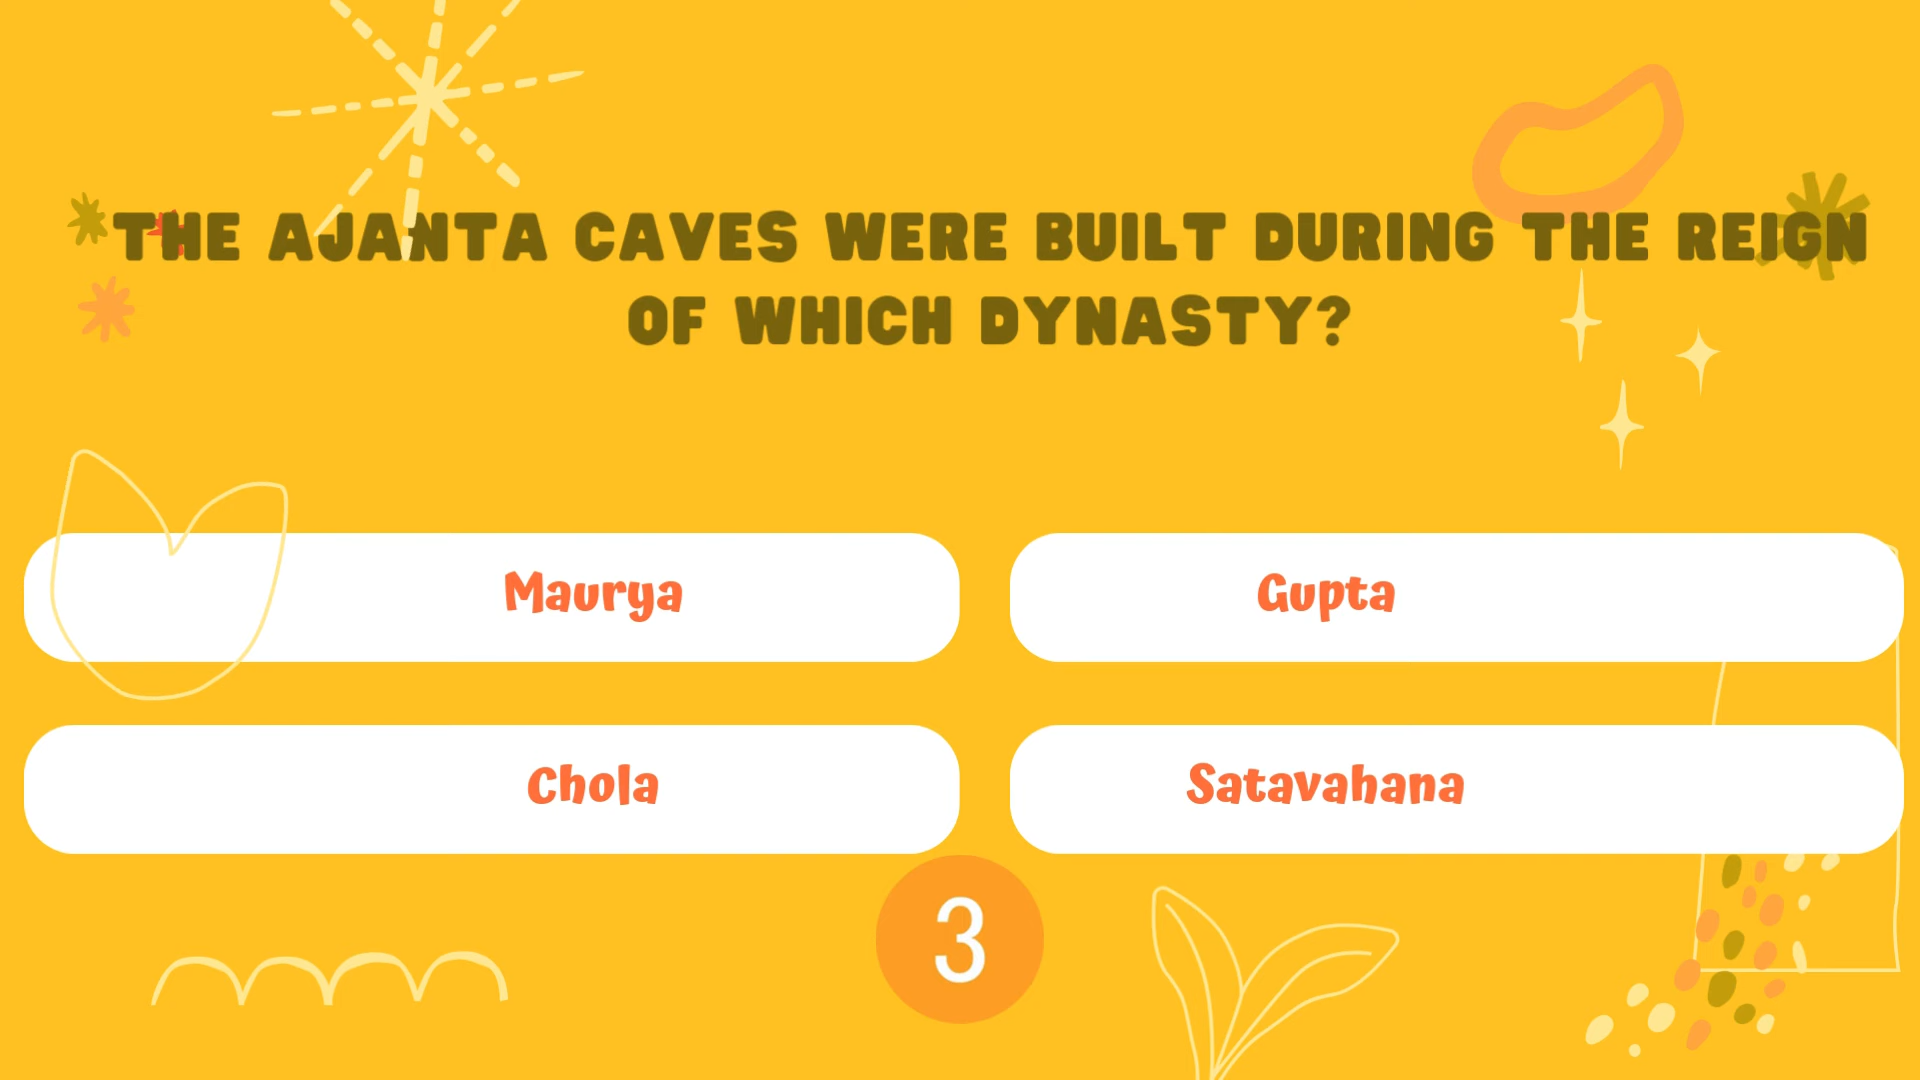 THE AJANTA CAVES WERE BUILT DURING THE REIGN
OF WHICH DYNASTY?
Maurya
Gupta
Chola
Satavahana
3